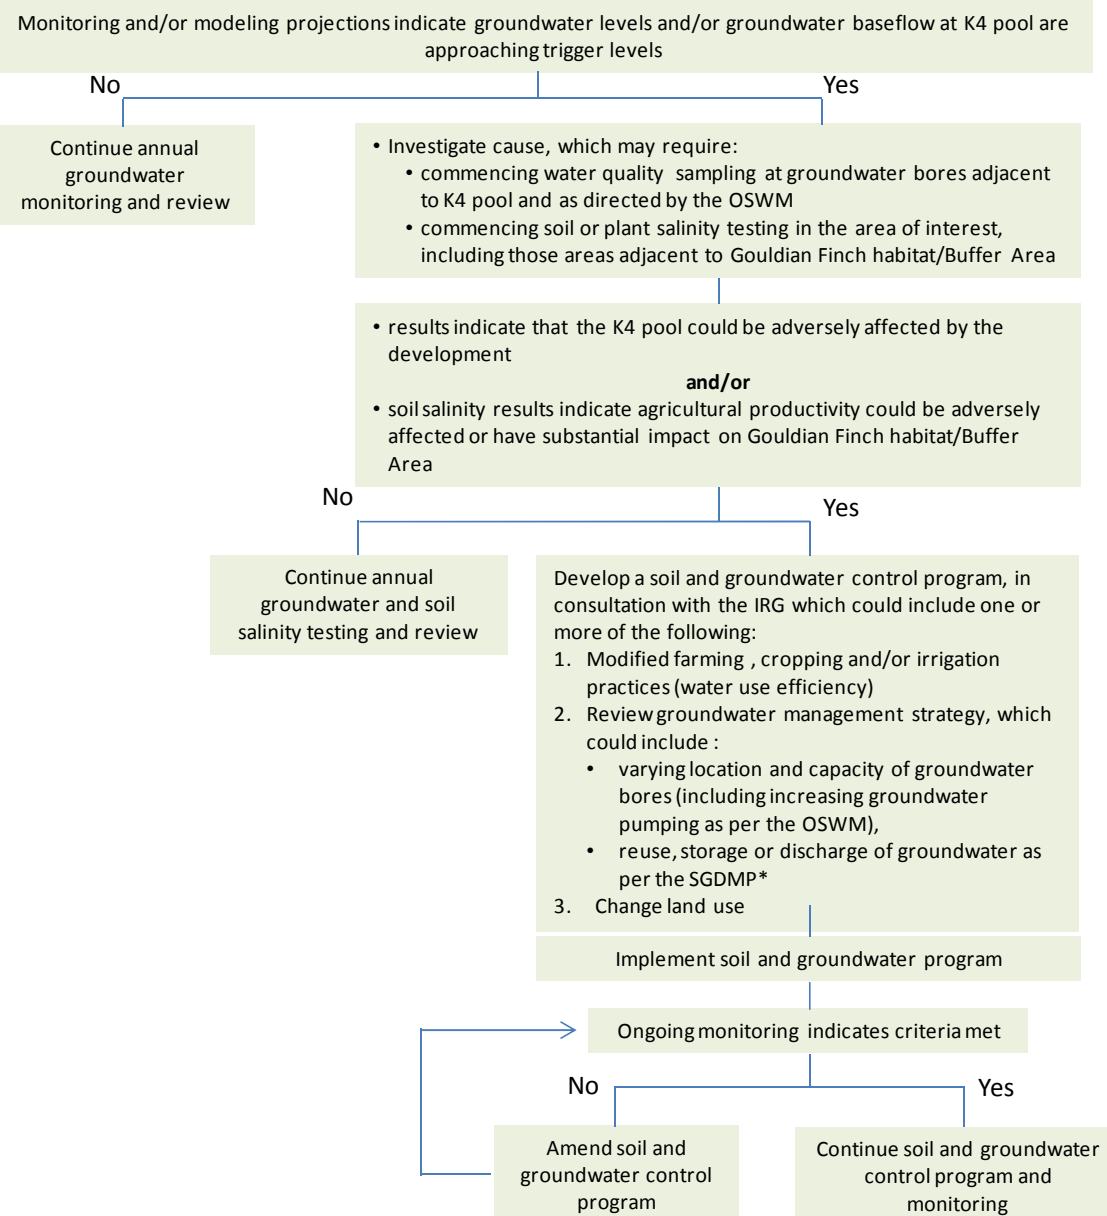 Monitoring and/or modeling projections indicate groundwater levels and/or groundwater baseflow at K4 pool are
approaching trigger levels
No
Yes
Continue annual
groundwater
monitoring and review
• Investigate cause, which may require:
• commencing water quality sampling at groundwater bores adjacent
to K4 pool and as directed by the OSWM
• commencing soil or plant salinity testing in the area of interest,
including those areas adjacent to Gouldian Finch habitat/Buffer Area
• results indicate that the K4 pool could be adversely affected by the
development
and/or
• soil salinity results indicate agricultural productivity could be adversely
affected or have substantial impact on Gouldian Finch habitat/Buffer
Area
No
Yes
Continue annual
groundwater and soil
salinity testing and review
Develop a soil and groundwater control program, in
consultation with the IRG which could include one or
more of the following:
1. Modified farming , cropping and/or irrigation
practices (water use efficiency)
2. Review groundwater management strategy, which
could include :
• varying location and capacity of groundwater
bores (including increasing groundwater
pumping as per the OSWM),
• reuse, storage or discharge of groundwater as
per the SGDMP*
3. Change land use
Implement soil and groundwater program
Ongoing monitoring indicates criteria met
No
Yes
Amend soil and
groundwater control
program
Continue soil and groundwater
control program and
monitoring